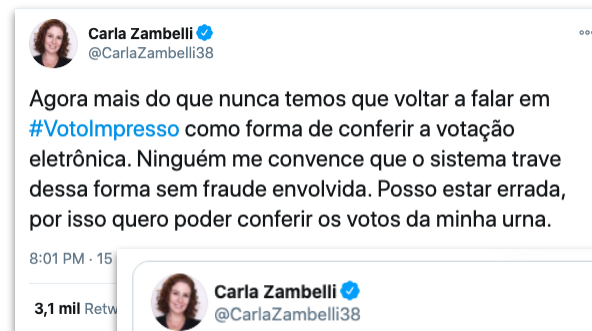 Carla Zambelli
@CarlaZambelli38
Agora mais do que nunca temos que voltar a falar em
#VotoImpresso como forma de conferir a votação
eletrônica. Ninguém me convence que o sistema trave
dessa forma sem fraude envolvida. Posso estar errada,
por isso quero poder conferir os votos da minha urna.
8:01 PM · 15
3,1 mil
Carla Zambelli
@CarlaZambelli38